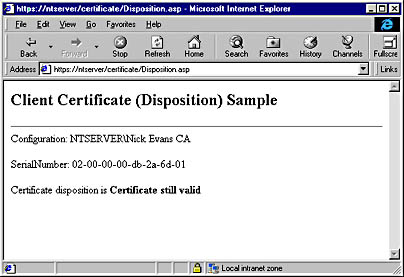 https://ntserver/certificate/Disposition.asp - Microsoft Internet Explorer
File Edit View Go Favorites Help
Back Forward Stop Refresh Home Search Favorites History Channels Fullscre
Address https://ntserver/certificate/Disposition.asp Links
Client Certificate (Disposition) Sample
Configuration: NTSERVER\Nick Evans CA
SerialNumber: 02-00-00-00-db-2a-6d-01
Certificate disposition is Certificate still valid
Local intranet zone